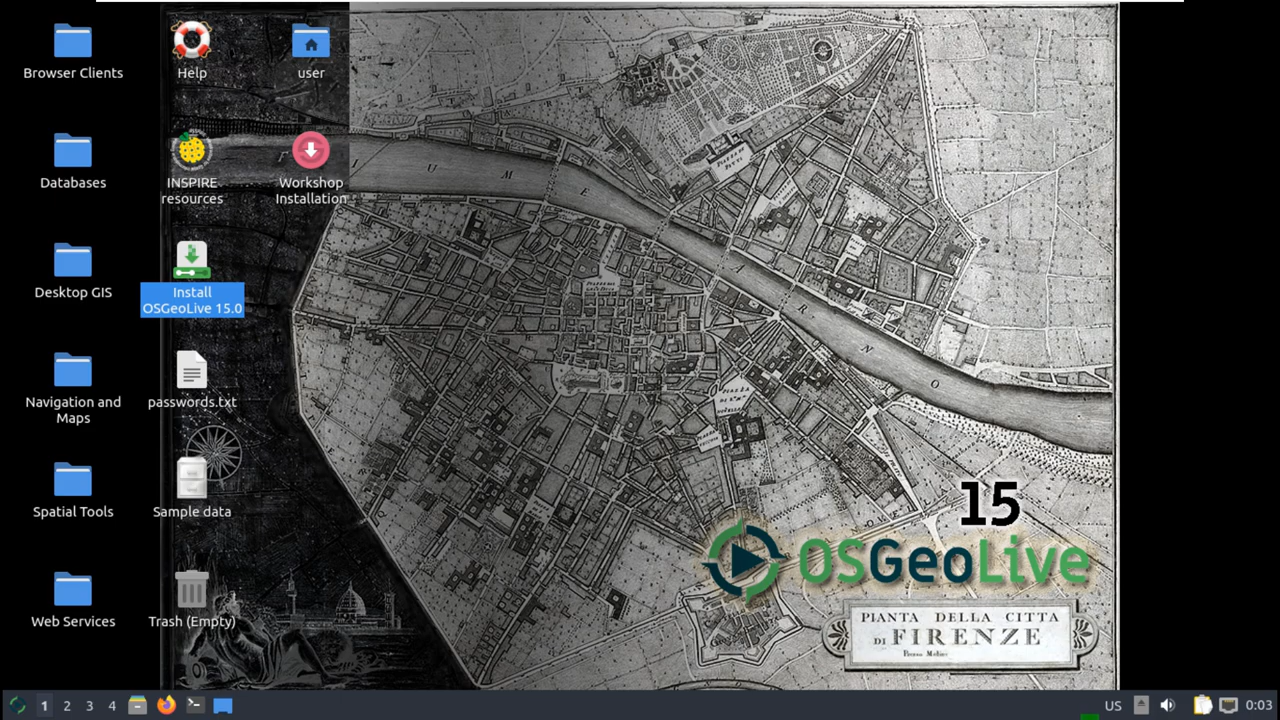 Browser Clients
Help
user
Databases
INSPIRE
resources
Workshop
Installation
Desktop GIS
Install
OSGeoLive 15.0
Navigation and
Maps
passwords.txt
Spatial Tools
Sample data
Web Services
Trash (Empty)
U M E A R N O
15
OSGeoLive
PIANTA DELLA CITTA
DI FIRENZE
1
2
3
4
US
0:03